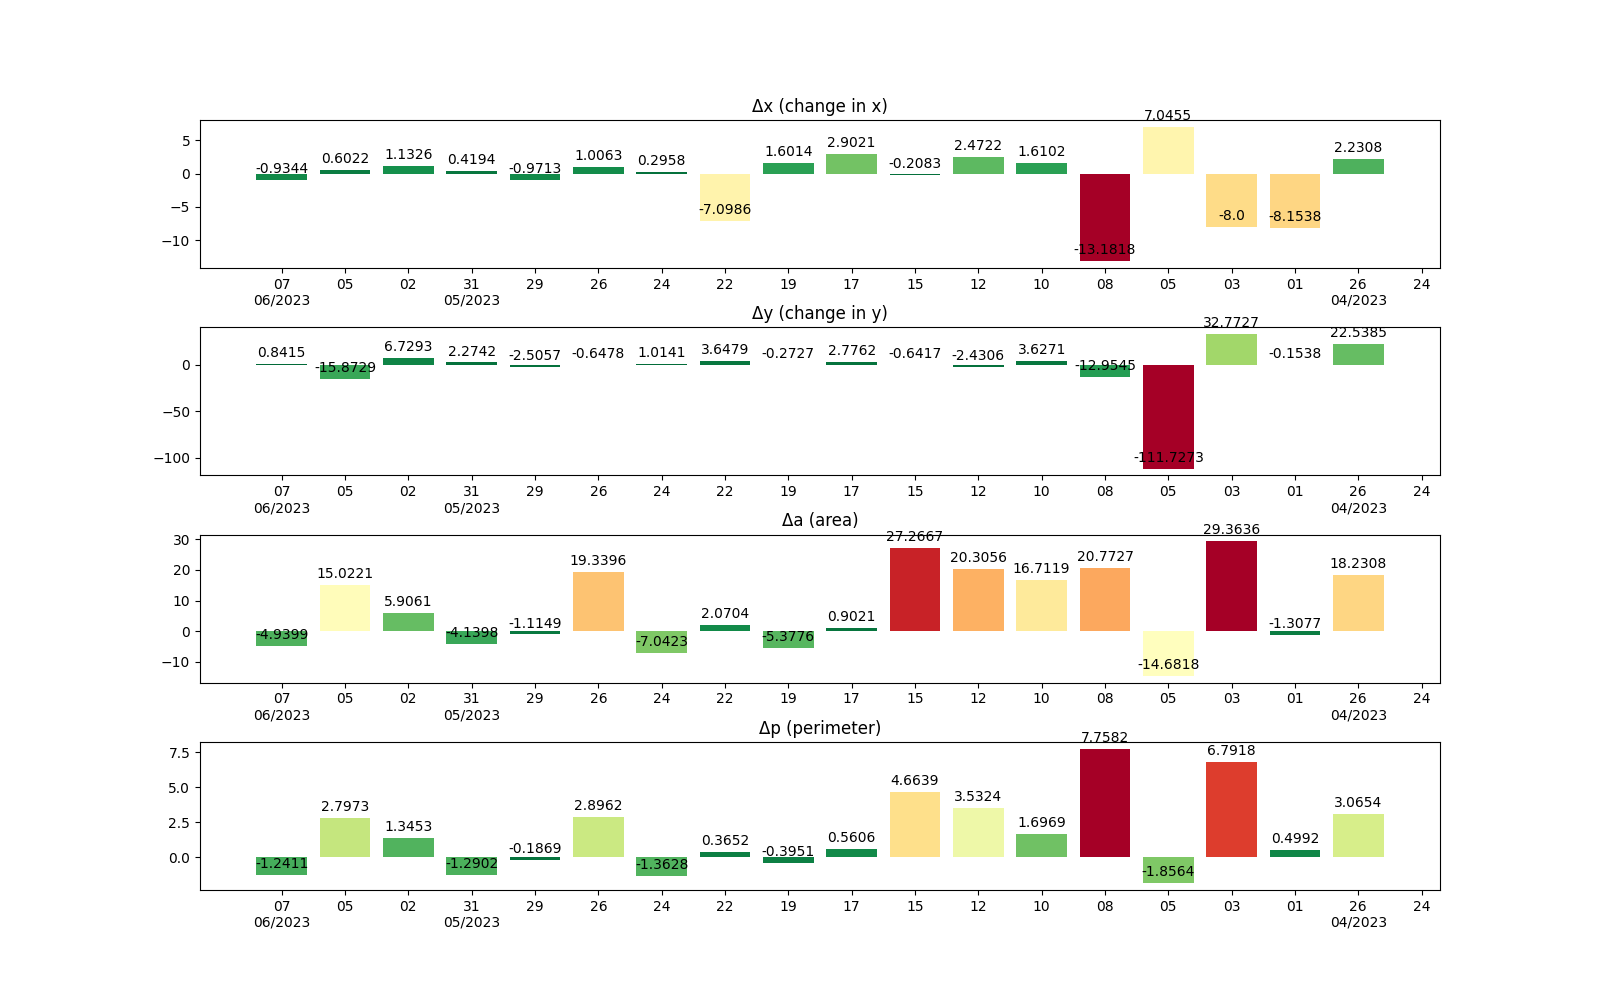 Δx (change in x)
5
0
−5
−10
-0.9344 0.6022 1.1326 0.4194 -0.9713 1.0063 0.2958 -7.0986 1.6014 2.9021 -0.2083 2.4722 1.6102 -13.1818 7.0455 -8.0 -8.1538 2.2308
07 05 02 31 29 26 24 22 19 17 15 12 10 08 05 03 01 26 24
06/2023 05/2023 04/2023
Δy (change in y)
0
−50
−100
0.8415 -15.8729 6.7293 2.2742 -2.5057 -0.6478 1.0141 3.6479 -0.2727 2.7762 -0.6417 -2.4306 3.6271 -12.9545 -111.7273 32.7727 -0.1538 22.5385
07 05 02 31 29 26 24 22 19 17 15 12 10 08 05 03 01 26 24
06/2023 05/2023 04/2023
Δa (area)
30
20
10
0
−10
-4.9399 15.0221 5.9061 -4.1398 -1.1149 19.3396 -7.0423 2.0704 -5.3776 0.9021 27.2667 20.3056 16.7119 20.7727 -14.6818 29.3636 -1.3077 18.2308
07 05 02 31 29 26 24 22 19 17 15 12 10 08 05 03 01 26 24
06/2023 05/2023 04/2023
Δp (perimeter)
7.5
5.0
2.5
0.0
-1.2411 2.7973 1.3453 -1.2902 -0.1869 2.8962 -1.3628 0.3652 -0.3951 0.5606 4.6639 3.5324 1.6969 7.7582 -1.8564 6.7918 0.4992 3.0654
07 05 02 31 29 26 24 22 19 17 15 12 10 08 05 03 01 26 24
06/2023 05/2023 04/2023